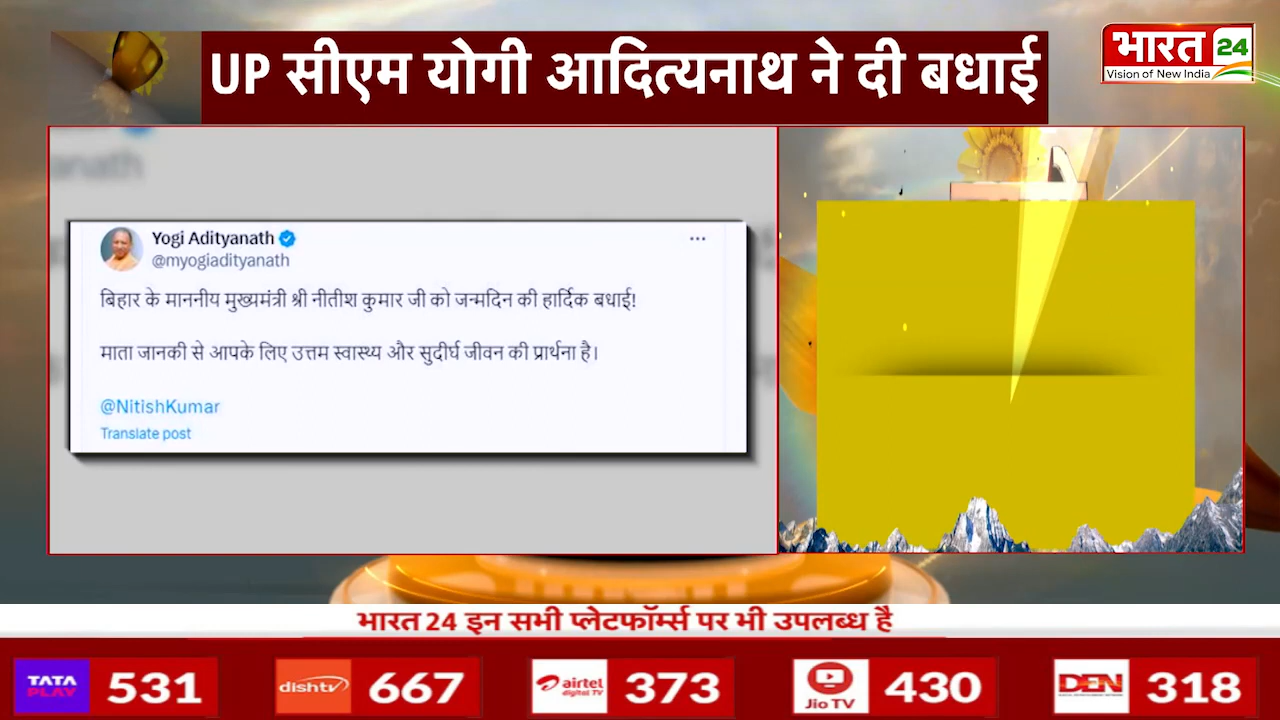 UP सीएम योगी आदित्यनाथ ने दी बधाई
भारत 24
Vision of New India
Yogi Adityanath
@myogiadityanath
बिहार के माननीय मुख्यमंत्री श्री नीतीश कुमार जी को जन्मदिन की हार्दिक बधाई!
माता जानकी से आपके लिए उत्तम स्वास्थ्य और सुदीर्घ जीवन की प्रार्थना है।
@NitishKumar
Translate post
भारत 24 इन सभी प्लेटफॉर्म्स पर भी उपलब्ध है
TATA PLAY 531
dishtv 667
airtel digital TV 373
JioTV 430
DEN 318